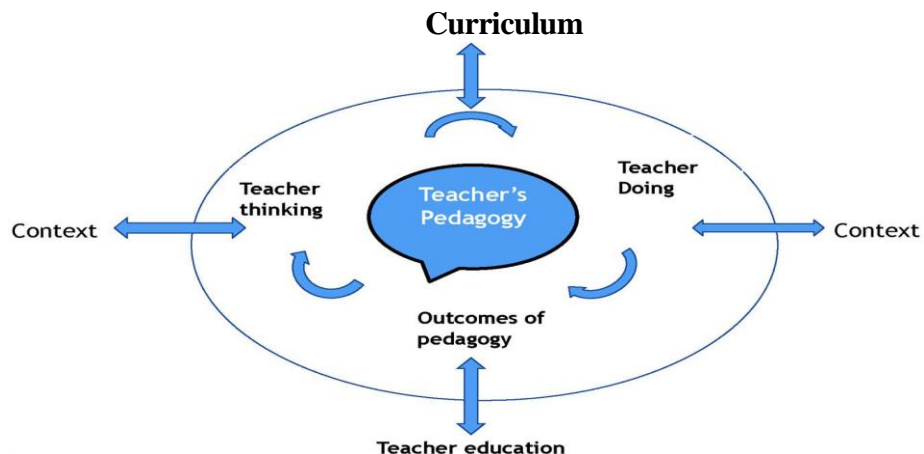 Curriculum
Teacher
thinking
Teacher's
Pedagogy
Teacher
Doing
Context
Context
Outcomes of
pedagogy
Teacher education